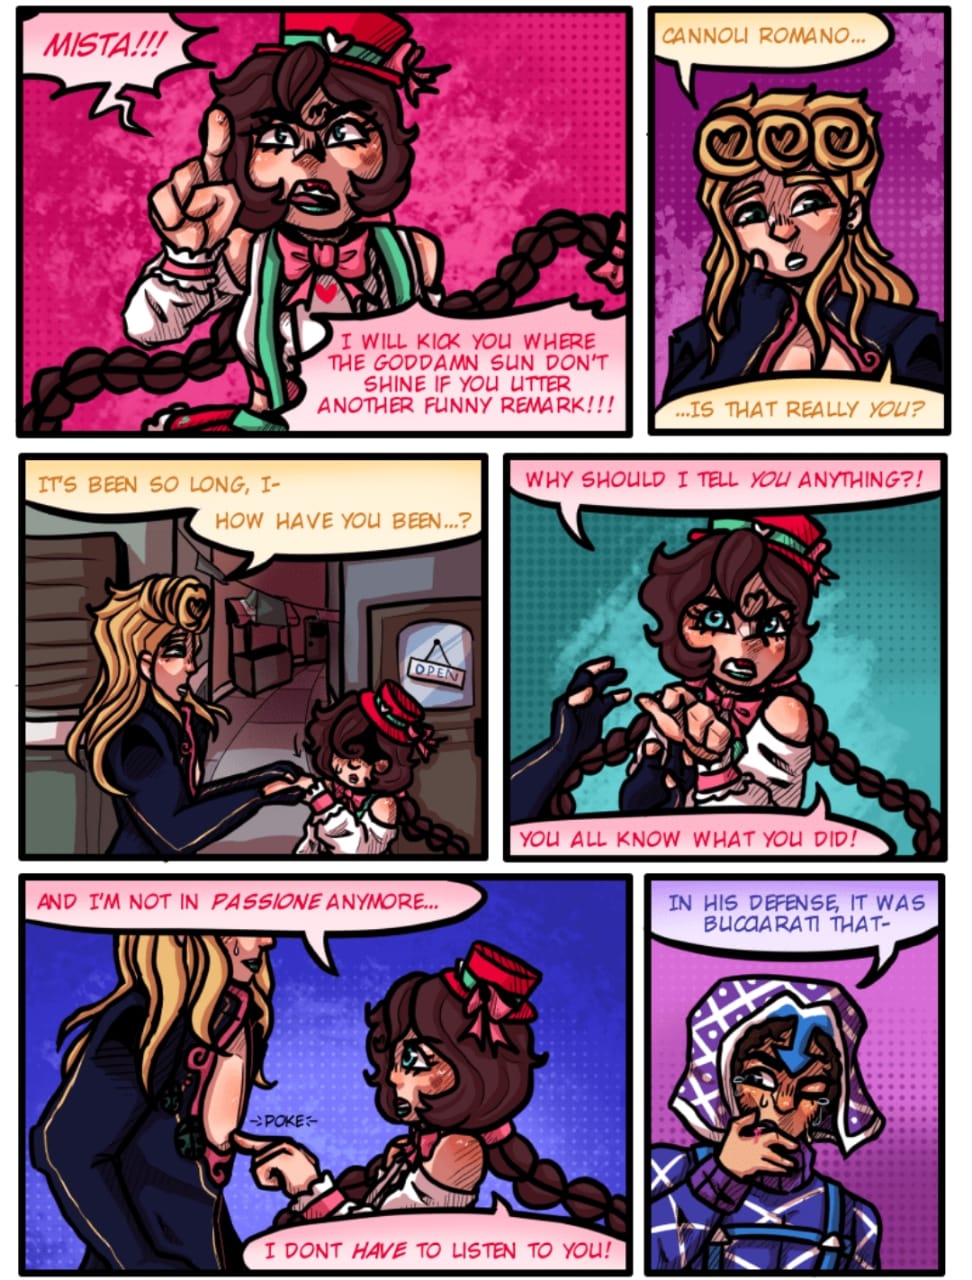 MISTA!!!
I WILL KICK YOU WHERE
THE GODDAMN SUN DON'T
SHINE IF YOU UTTER
ANOTHER FUNNY REMARK!!!
CANNOLI ROMANO...
...IS THAT REALLY YOU?
IT'S BEEN SO LONG, I-
HOW HAVE YOU BEEN...?
OPEN
WHY SHOULD I TELL YOU ANYTHING?!
YOU ALL KNOW WHAT YOU DID!
AND I'M NOT IN PASSIONE ANYMORE...
POKE
I DONT HAVE TO LISTEN TO YOU!
IN HIS DEFENSE, IT WAS
BUCCIARATI THAT-